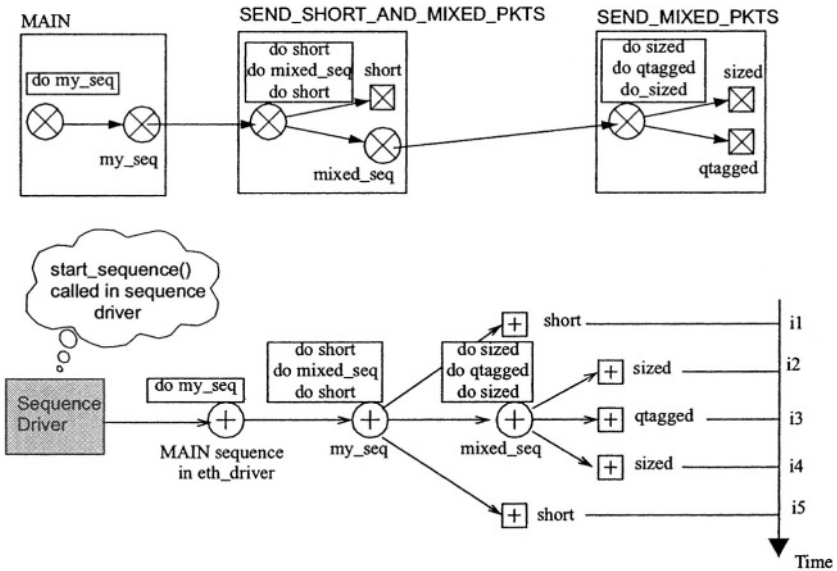 MAIN
SEND_SHORT_AND_MIXED_PKTS
SEND_MIXED_PKTS
do my_seq
my_seq
do short
do mixed_seq
do short
short
mixed_seq
do sized
do qtagged
do_sized
sized
qtagged
start_sequence()
called in sequence
driver
Sequence
Driver
do my_seq
MAIN sequence
in eth_driver
do short
do mixed_seq
do short
my_seq
do sized
do qtagged
do sized
mixed_seq
short
i1
sized
i2
qtagged
i3
sized
i4
short
i5
Time